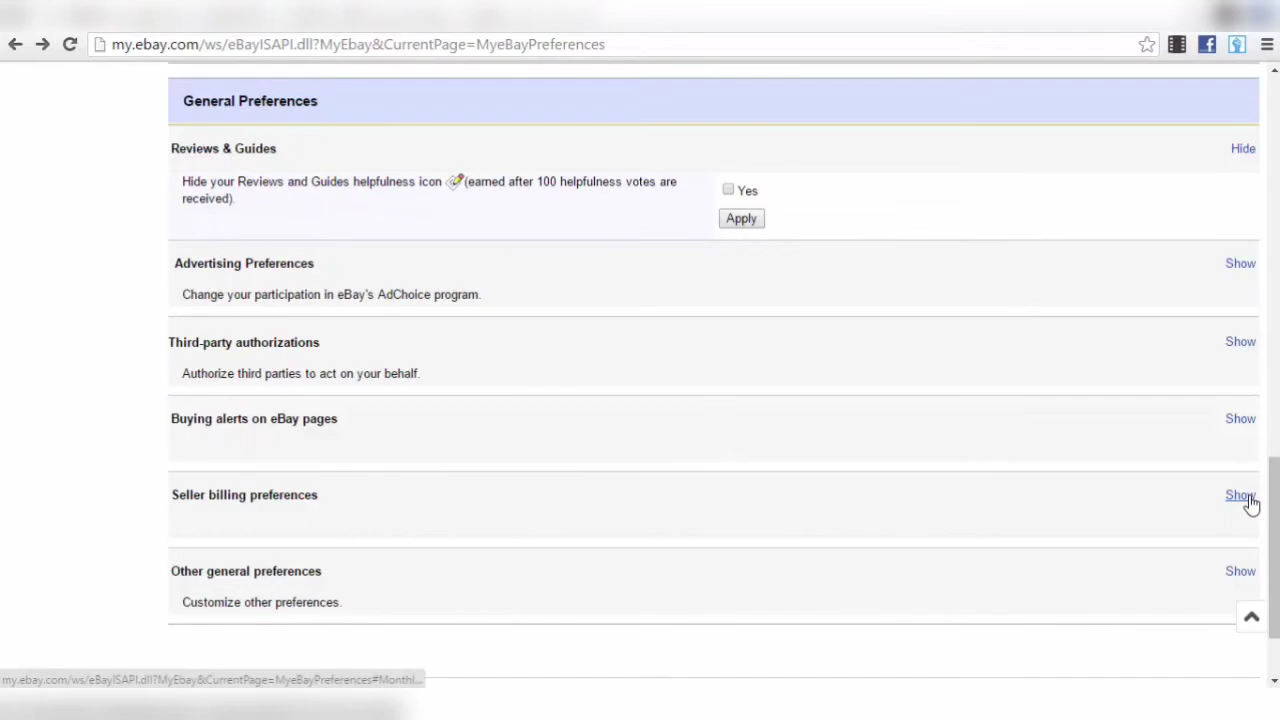 my.ebay.com/ws/eBayISAPI.dll?MyEbay&CurrentPage=MyeBayPreferences
General Preferences
Reviews & Guides Hide
Hide your Reviews and Guides helpfulness icon (earned after 100 helpfulness votes are
received).
Yes
Apply
Advertising Preferences Show
Change your participation in eBay's AdChoice program.
Third-party authorizations Show
Authorize third parties to act on your behalf.
Buying alerts on eBay pages Show
Seller billing preferences Show
Other general preferences Show
Customize other preferences.
my.ebay.com/ws/eBayISAPI.dll?MyEbay&CurrentPage=MyeBayPreferences#Monthl...